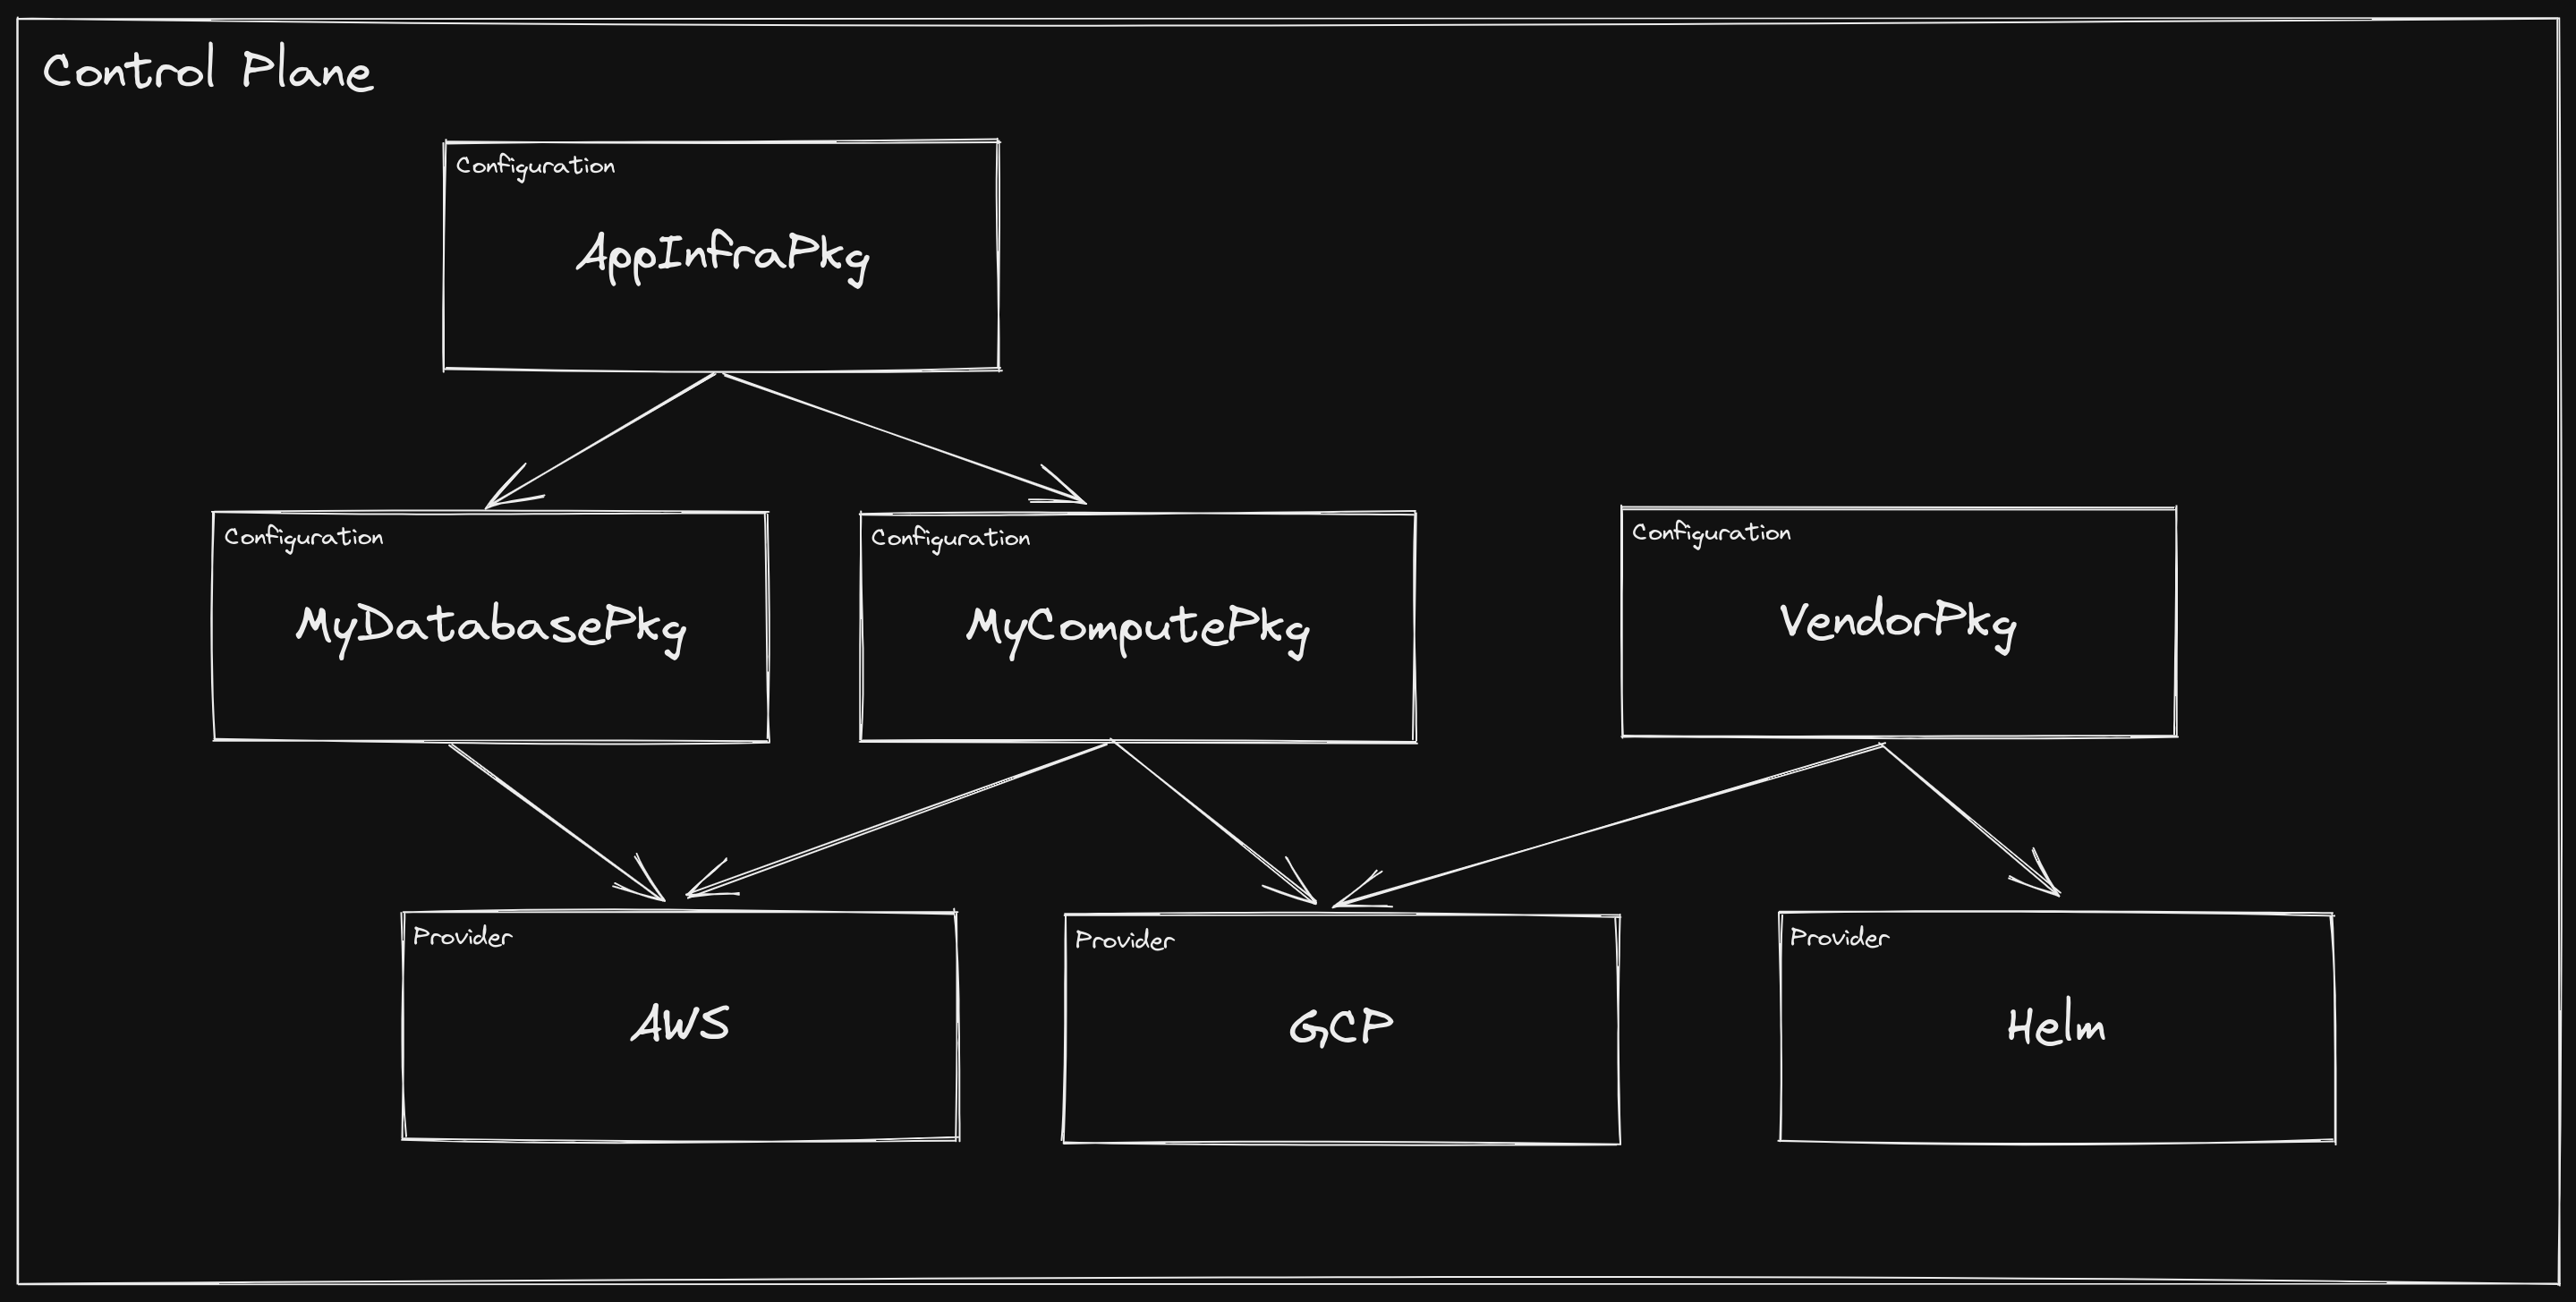 Control Plane
Configuration
AppInfraPkg
Configuration
MyDatabasePkg
Configuration
MyComputePkg
Configuration
VendorPkg
Provider
AWS
Provider
GCP
Provider
Helm